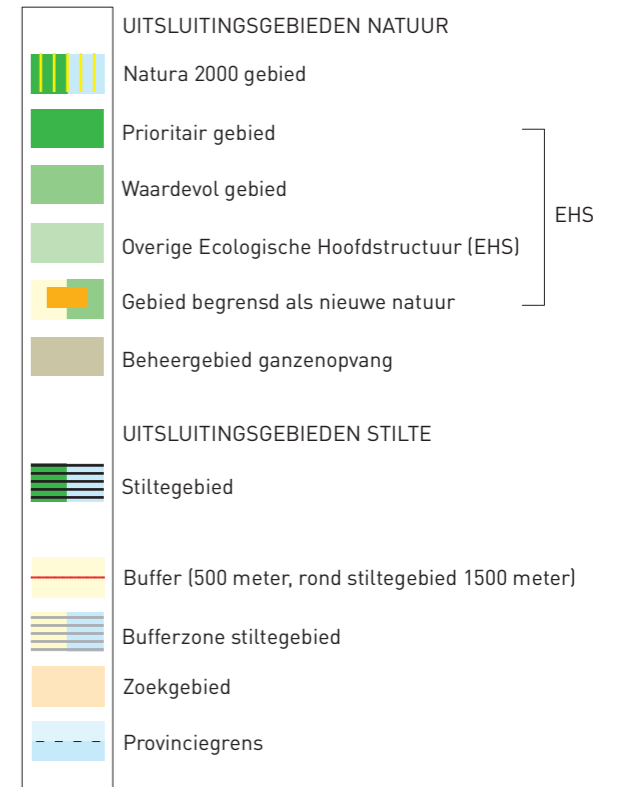 UITSLUITINGSGEBIEDEN NATUUR
Natura 2000 gebied
Prioritair gebied
Waardevol gebied
EHS
Overige Ecologische Hoofdstructuur (EHS)
Gebied begrensd als nieuwe natuur
Beheergebied ganzenopvang
UITSLUITINGSGEBIEDEN STILTE
Stiltegebied
Buffer (500 meter, rond stiltegebied 1500 meter)
Bufferzone stiltegebied
Zoekgebied
Provinciegrens